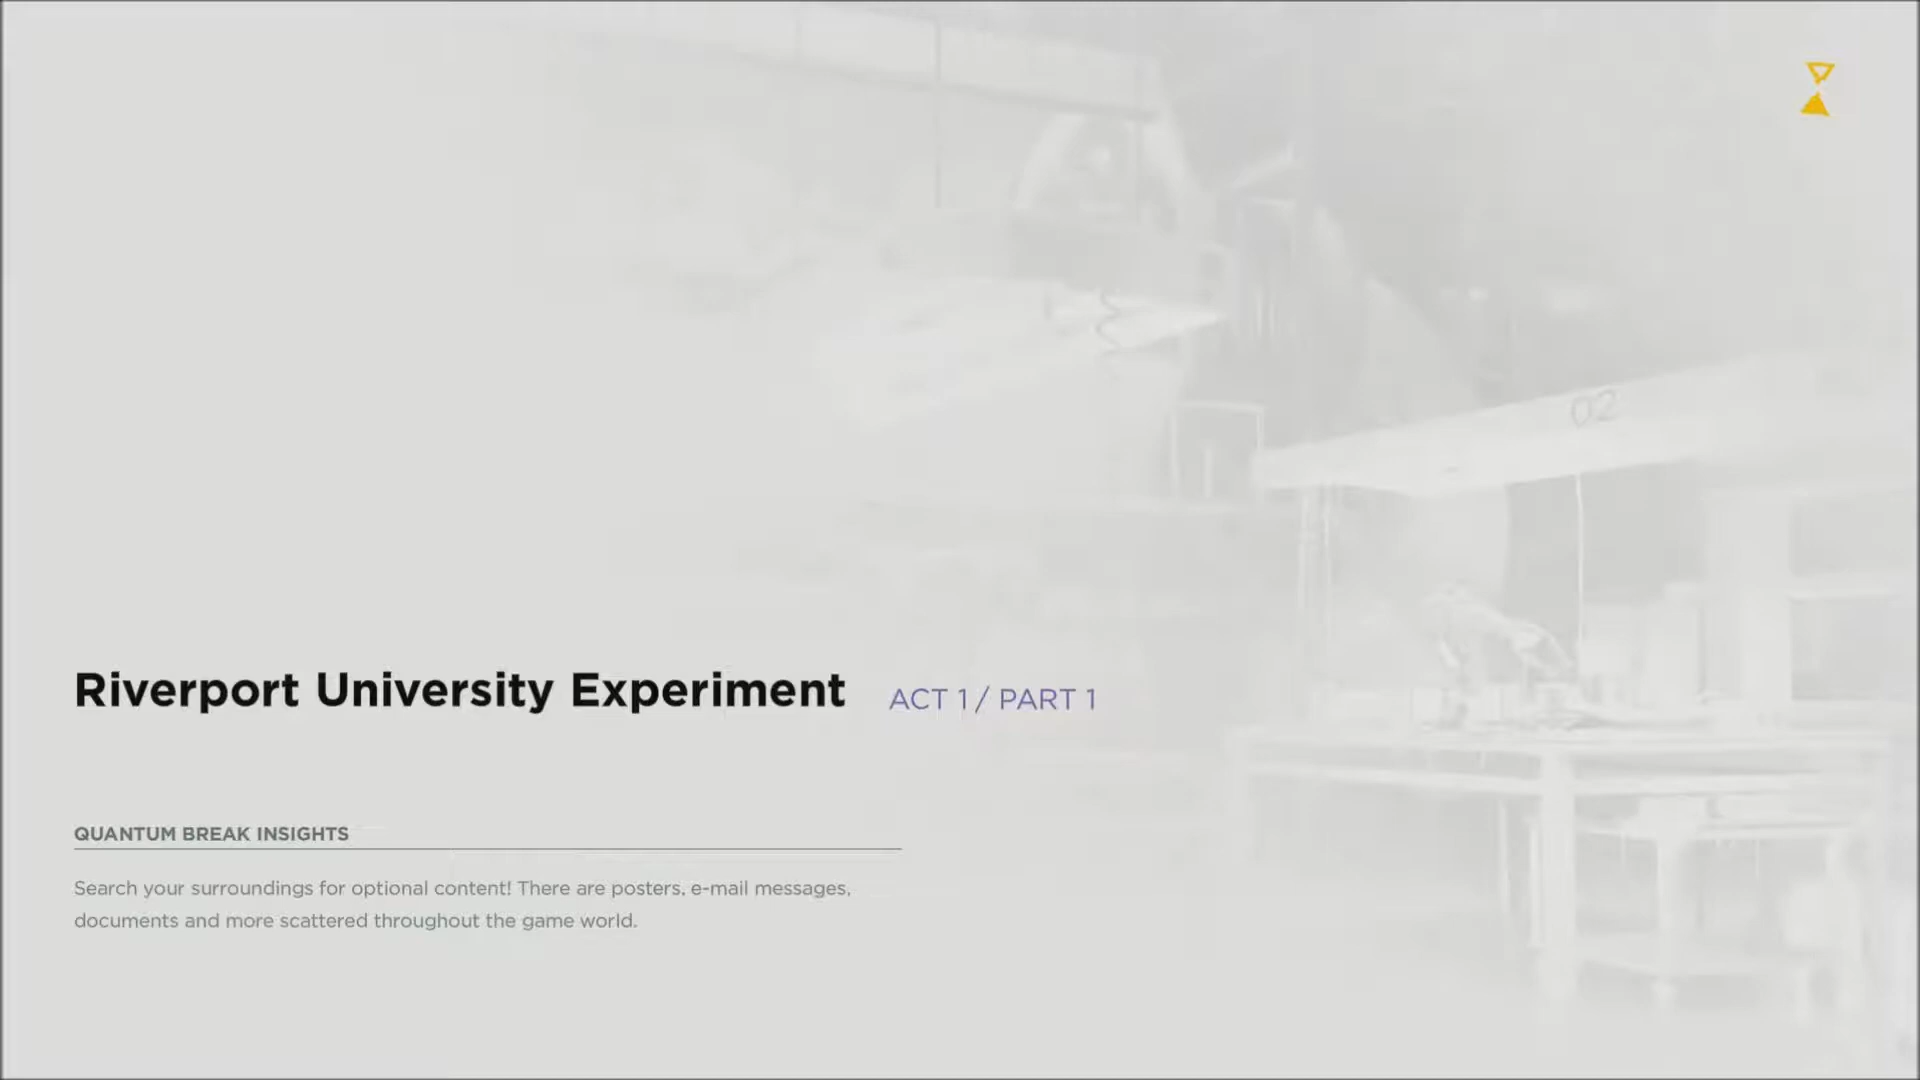 02
Riverport University Experiment ACT 1 / PART 1
QUANTUM BREAK INSIGHTS
Search your surroundings for optional content! There are posters, e-mail messages,
documents and more scattered throughout the game world.